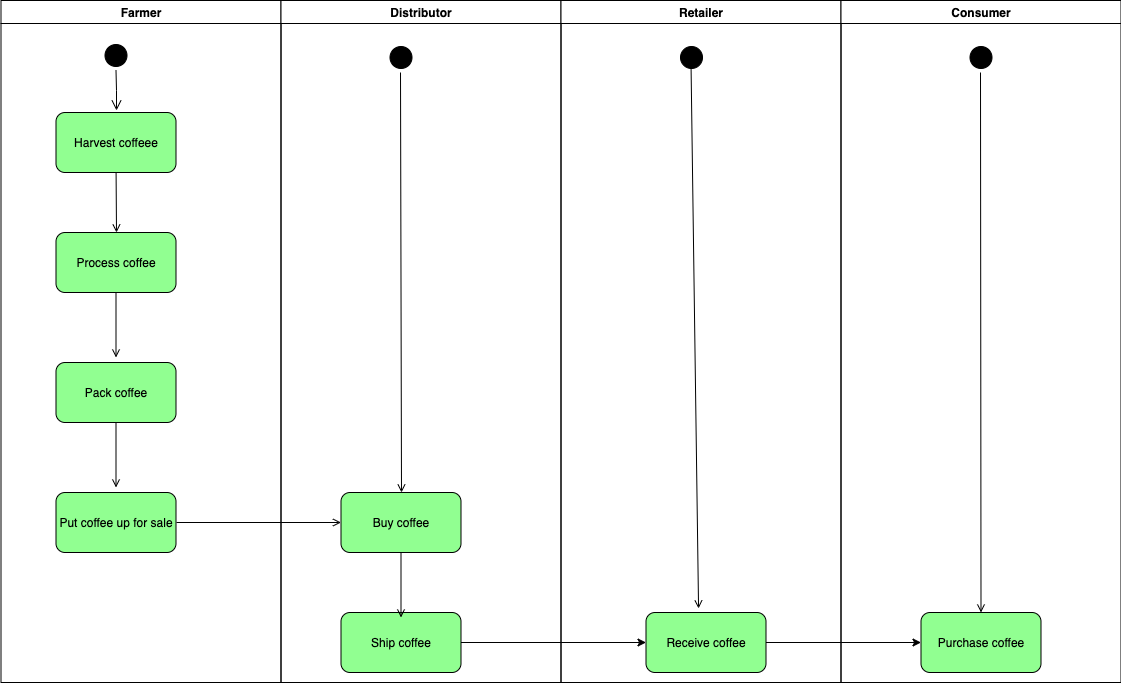 Farmer
Distributor
Retailer
Consumer
Harvest coffeee
Process coffee
Pack coffee
Put coffee up for sale
Buy coffee
Ship coffee
Receive coffee
Purchase coffee